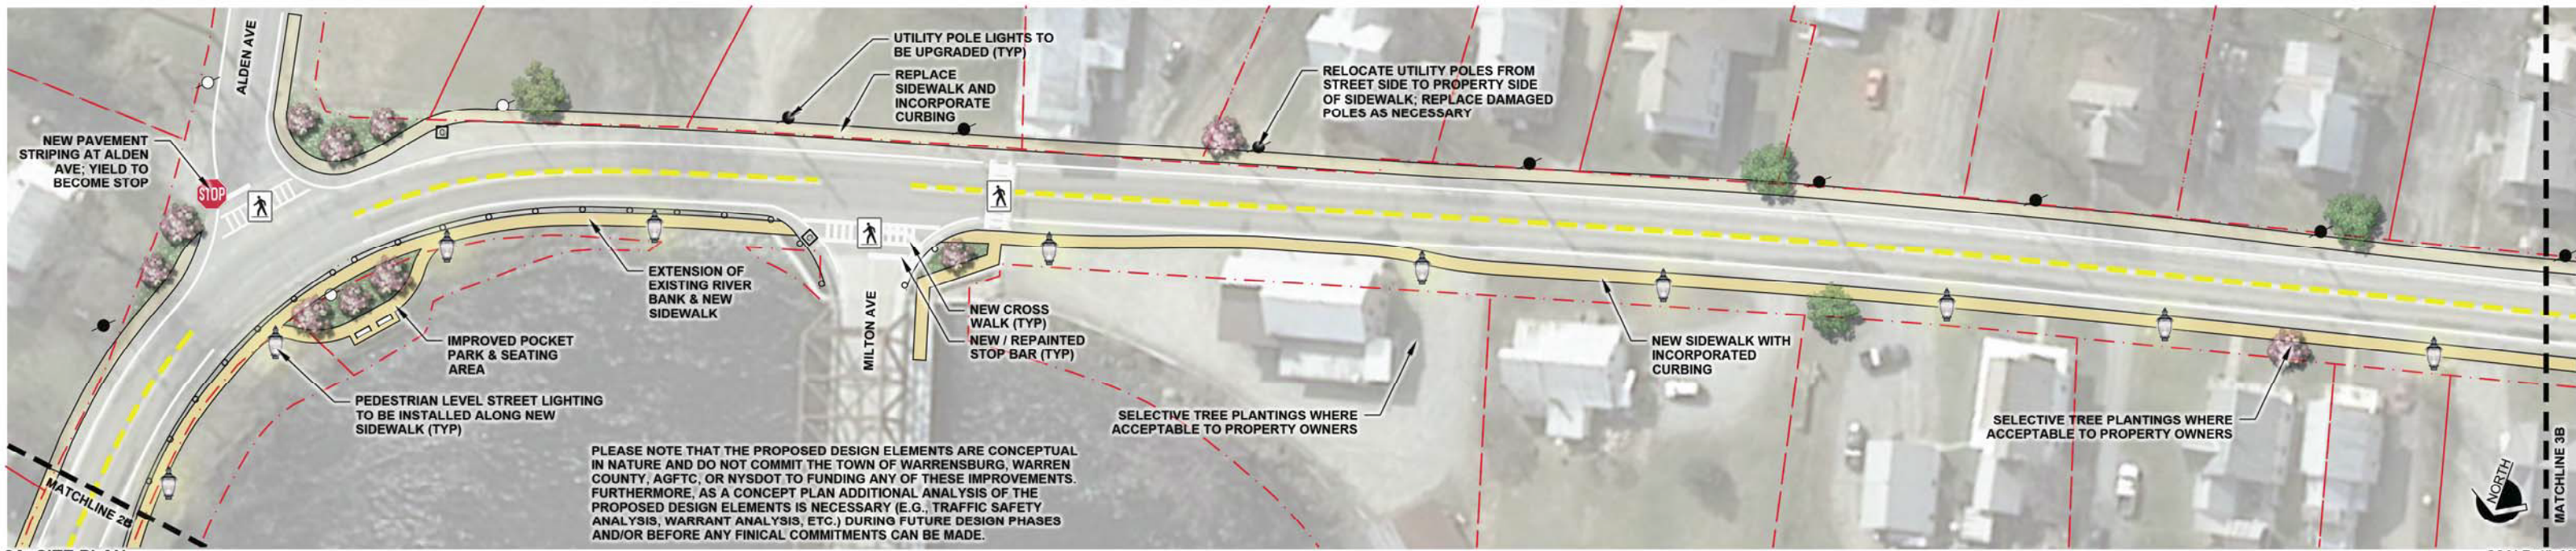 ALDEN AVE
UTILITY POLE LIGHTS TO
BE UPGRADED (TYP)
REPLACE
SIDEWALK AND
INCORPORATE
CURBING
RELOCATE UTILITY POLES FROM
STREET SIDE TO PROPERTY SIDE
OF SIDEWALK; REPLACE DAMAGED
POLES AS NECESSARY
NEW PAVEMENT
STRIPING AT ALDEN
AVE; YIELD TO
BECOME STOP
STOP
EXTENSION OF
EXISTING RIVER
BANK & NEW
SIDEWALK
MILTON AVE
NEW CROSS
WALK (TYP)
NEW / REPAINTED
STOP BAR (TYP)
IMPROVED POCKET
PARK & SEATING
AREA
NEW SIDEWALK WITH
INCORPORATED
CURBING
PEDESTRIAN LEVEL STREET LIGHTING
TO BE INSTALLED ALONG NEW
SIDEWALK (TYP)
SELECTIVE TREE PLANTINGS WHERE
ACCEPTABLE TO PROPERTY OWNERS
SELECTIVE TREE PLANTINGS WHERE
ACCEPTABLE TO PROPERTY OWNERS
PLEASE NOTE THAT THE PROPOSED DESIGN ELEMENTS ARE CONCEPTUAL
IN NATURE AND DO NOT COMMIT THE TOWN OF WARRENSBURG, WARREN
COUNTY, AGFTC, OR NYSDOT TO FUNDING ANY OF THESE IMPROVEMENTS.
FURTHERMORE, AS A CONCEPT PLAN ADDITIONAL ANALYSIS OF THE
PROPOSED DESIGN ELEMENTS IS NECESSARY (E.G., TRAFFIC SAFETY
ANALYSIS, WARRANT ANALYSIS, ETC.) DURING FUTURE DESIGN PHASES
AND/OR BEFORE ANY FINICAL COMMITMENTS CAN BE MADE.
MATCHLINE 2B
NORTH
MATCHLINE 3B